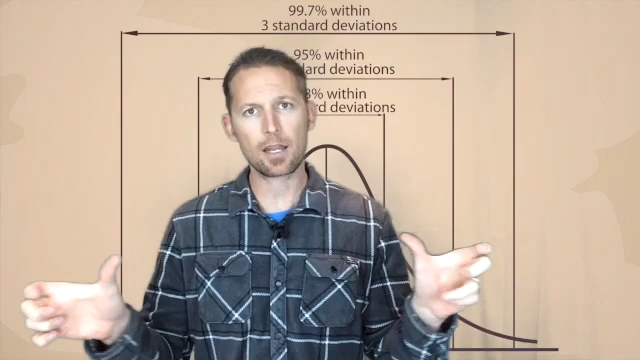 99.7% within
3 standard deviations
95% within
deviations
within
deviations